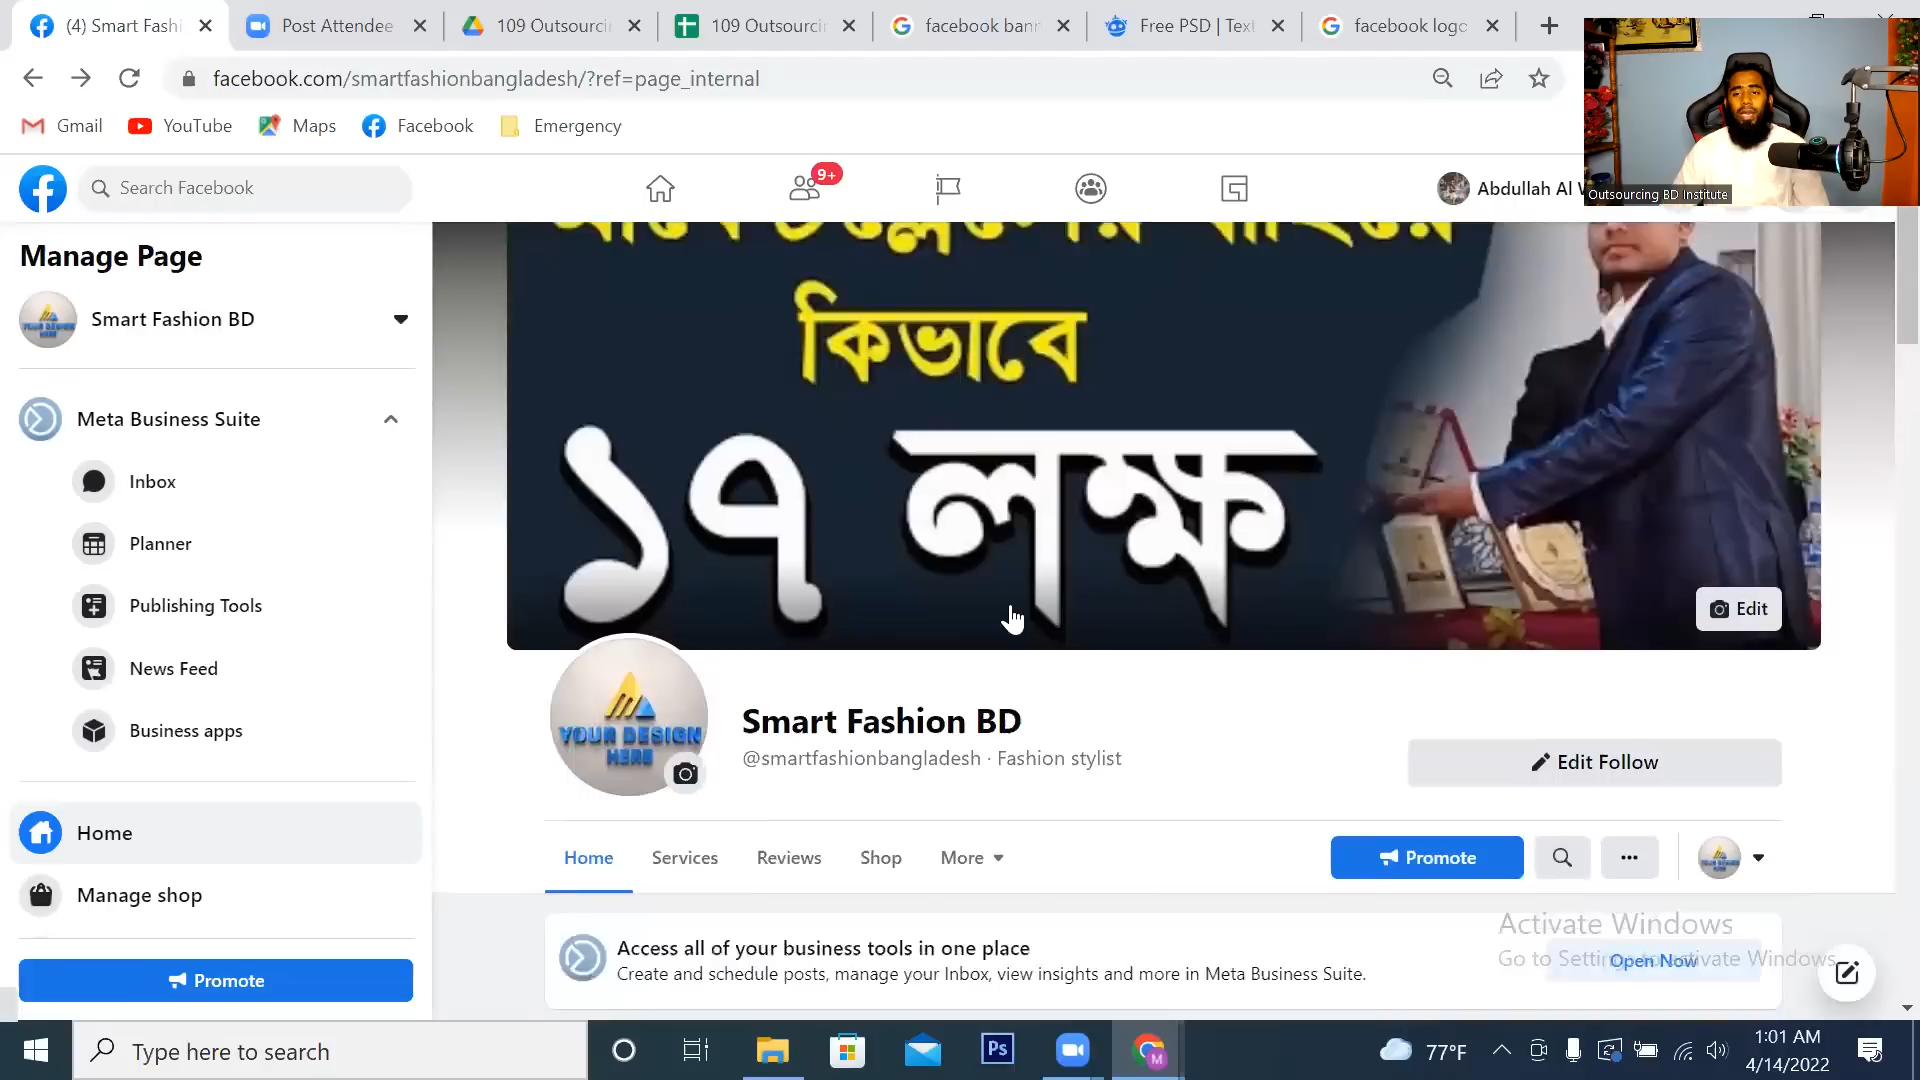 (4) Smart Fashi
Post Attendee
109 Outsourci
109 Outsourci
facebook ban
Free PSD | Text
facebook logo
facebook.com/smartfashionbangladesh/?ref=page_internal
Gmail
YouTube
Maps
Facebook
Emergency
Outsourcing BD Institute
Search Facebook
9+
Abdullah Al
Manage Page
Smart Fashion BD
Meta Business Suite
Inbox
Planner
Publishing Tools
News Feed
Business apps
Home
Manage shop
Promote
কিভাবে
১৭ লক্ষ
Edit
YOUR DESIGN
HERE
Smart Fashion BD
@smartfashionbangladesh · Fashion stylist
Edit Follow
Home
Services
Reviews
Shop
More
Promote
Access all of your business tools in one place
Create and schedule posts, manage your Inbox, view insights and more in Meta Business Suite.
Open Now
Activate Windows
Go to Settings to activate Windows.
Type here to search
Ps
M
77°F
1:01 AM
4/14/2022